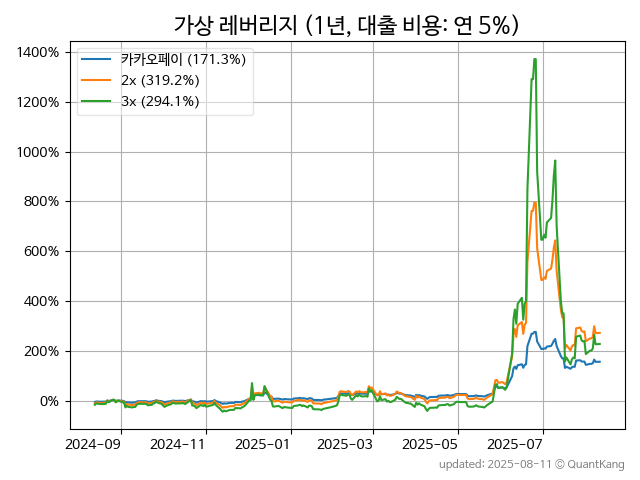 가상 레버리지 (1년, 대출 비용: 연 5%)
1400%
1200%
1000%
800%
600%
400%
200%
0%
카카오페이 (171.3%)
2x (319.2%)
3x (294.1%)
2024-09
2024-11
2025-01
2025-03
2025-05
2025-07
updated: 2025-08-11 © QuantKang